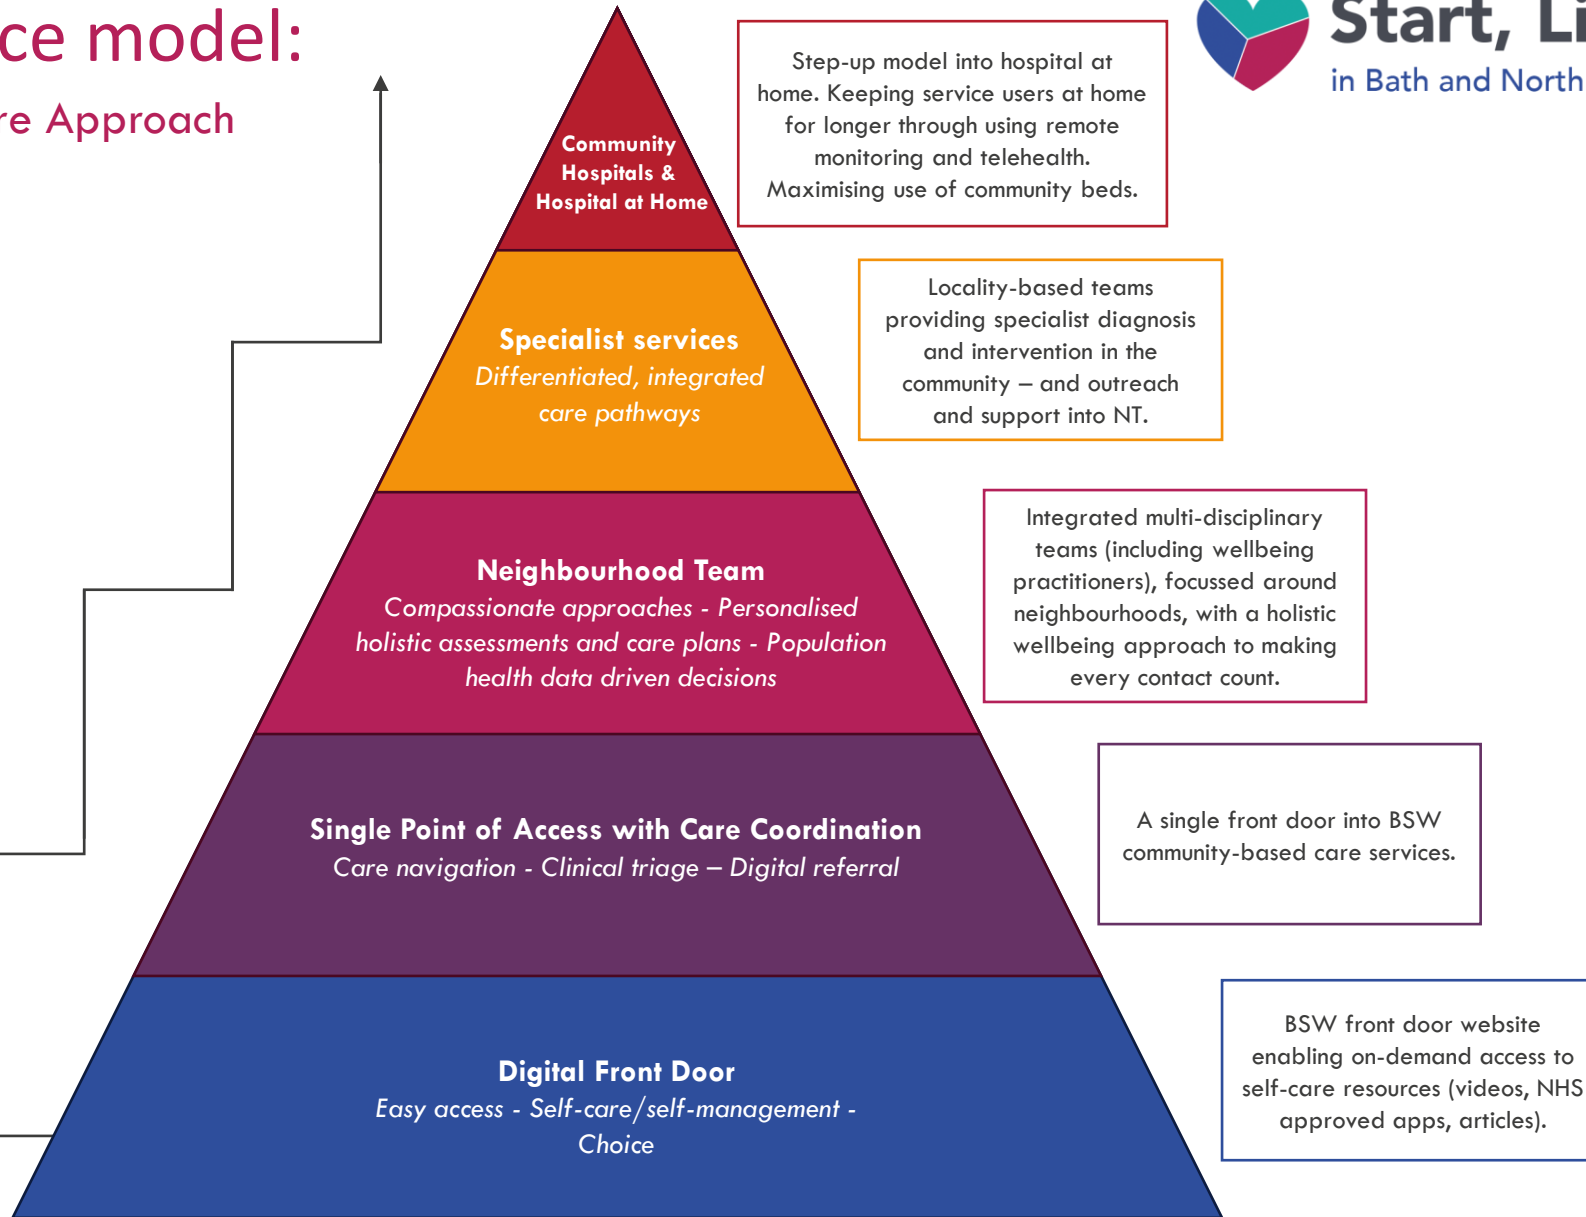 ce model:
re Approach
Start, Li
in Bath and North
Community
Hospitals &
Hospital at Home
Step-up model into hospital at
home. Keeping service users at home
for longer through using remote
monitoring and telehealth.
Maximising use of community beds.
Specialist services
Differentiated, integrated
care pathways
Locality-based teams
providing specialist diagnosis
and intervention in the
community – and outreach
and support into NT.
Neighbourhood Team
Compassionate approaches - Personalised
holistic assessments and care plans - Population
health data driven decisions
Integrated multi-disciplinary
teams (including wellbeing
practitioners), focussed around
neighbourhoods, with a holistic
wellbeing approach to making
every contact count.
Single Point of Access with Care Coordination
Care navigation - Clinical triage – Digital referral
A single front door into BSW
community-based care services.
Digital Front Door
Easy access - Self-care/self-management -
Choice
BSW front door website
enabling on-demand access to
self-care resources (videos, NHS
approved apps, articles).